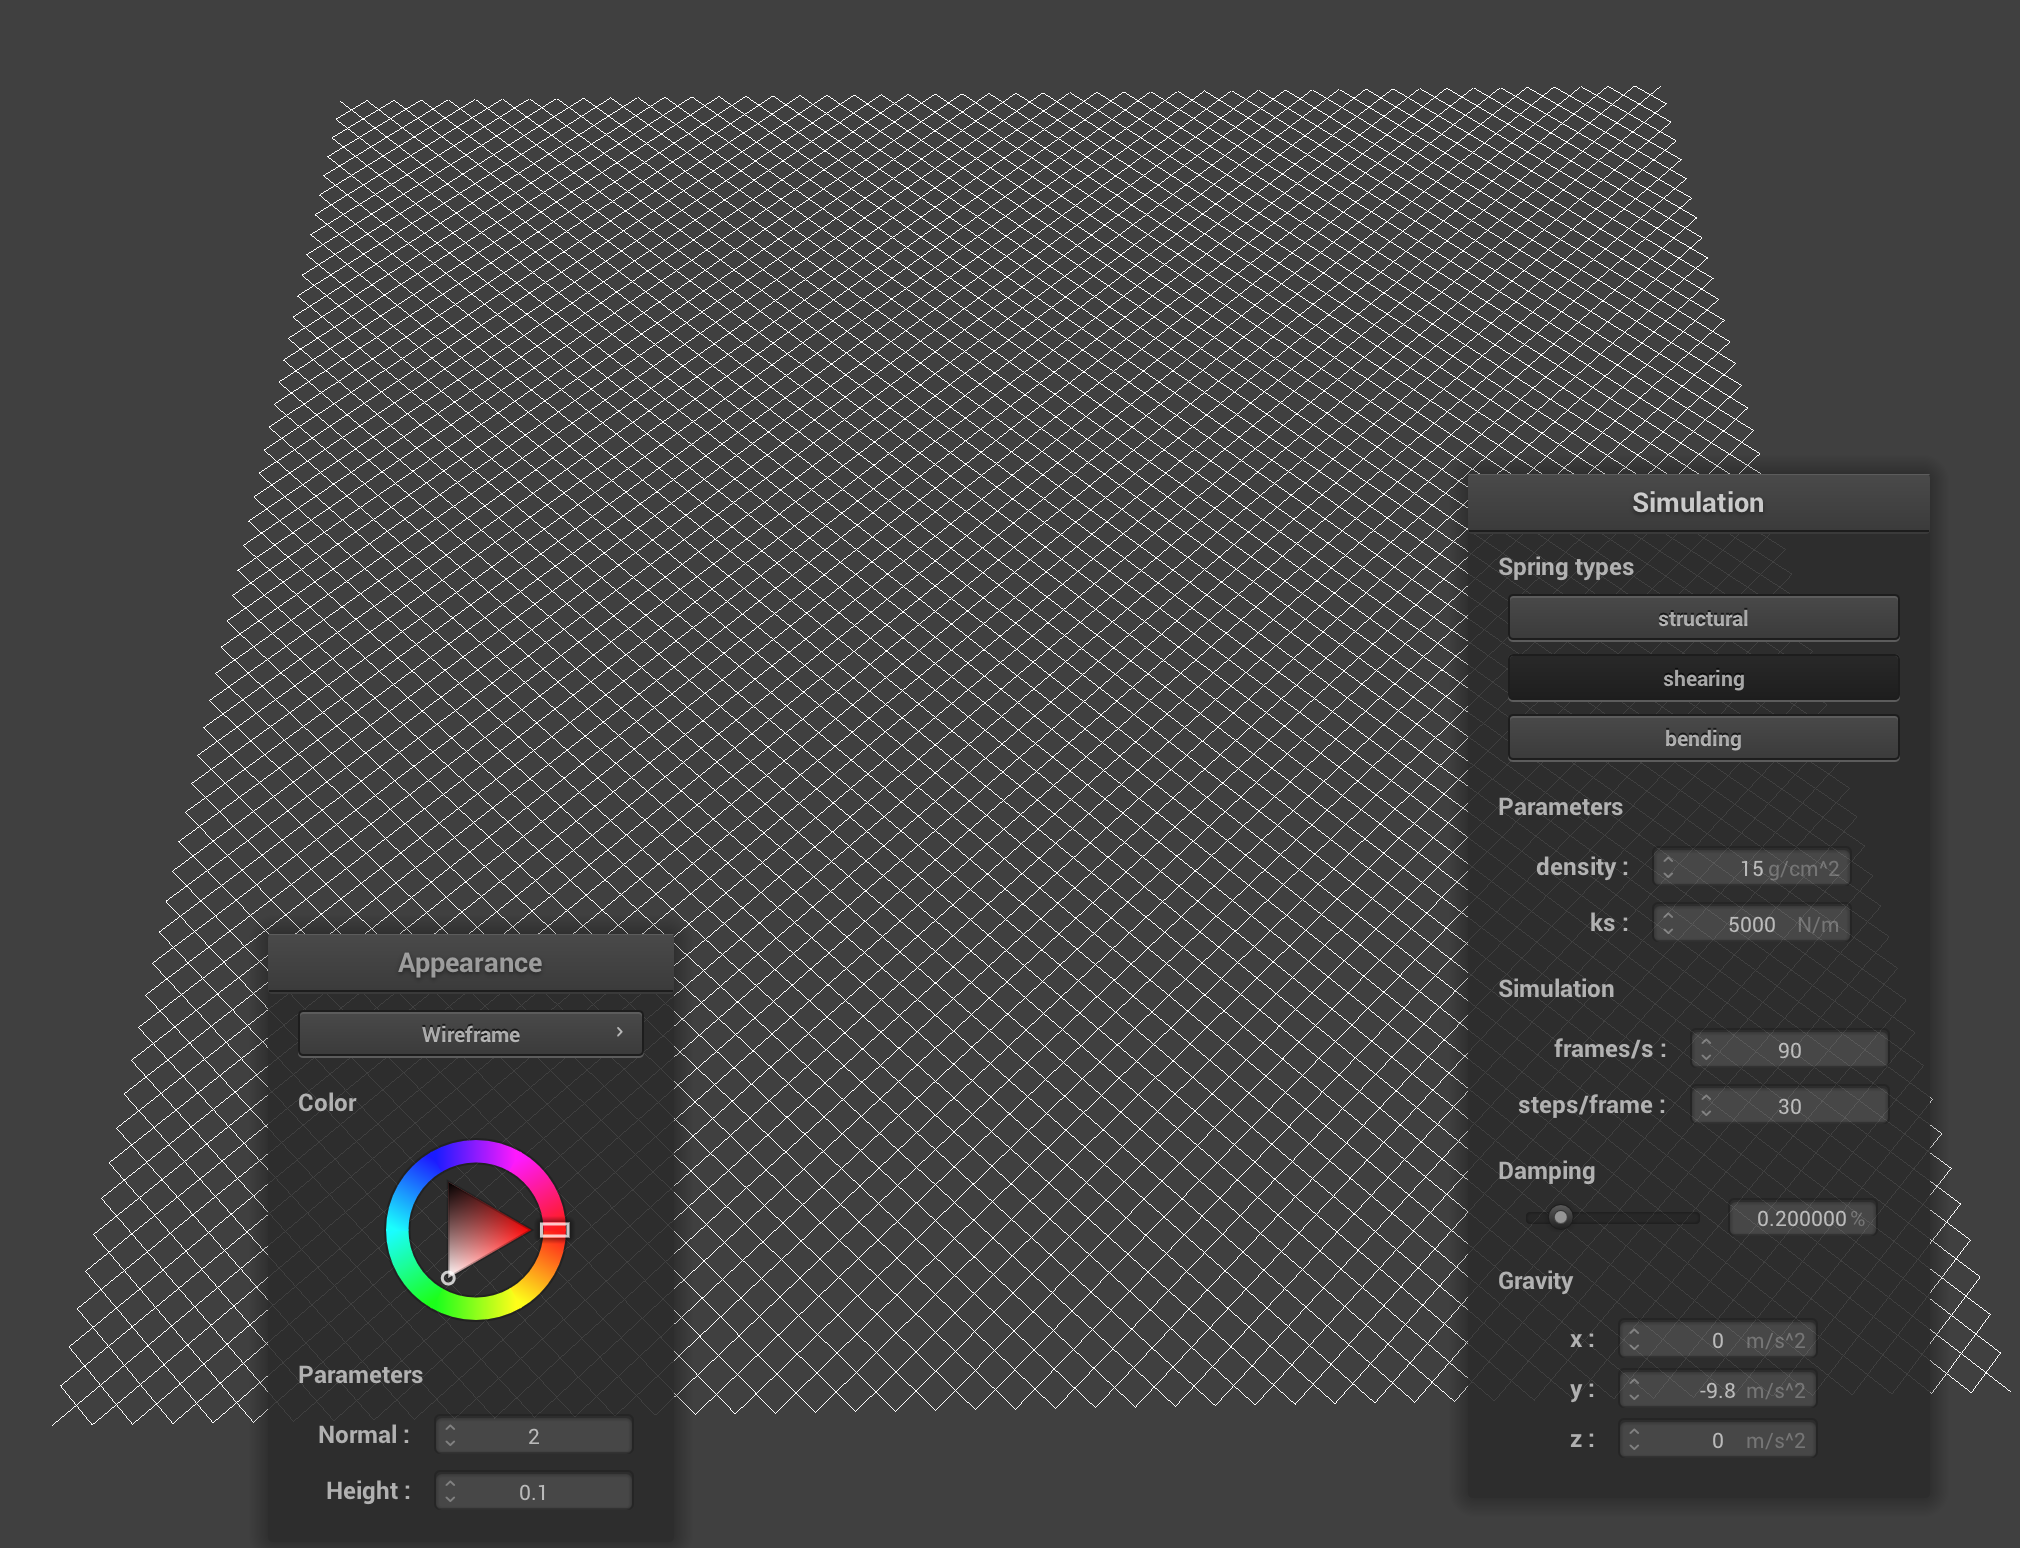 Simulation
Spring types
structural
shearing
bending
Parameters
density : 15 g/cm^2
ks : 5000 N/m
Simulation
frames/s : 90
steps/frame : 30
Damping
0.200000 %
Gravity
x : 0 m/s^2
y : -9.8 m/s^2
z : 0 m/s^2
Appearance
Wireframe
Color
Parameters
Normal : 2
Height : 0.1